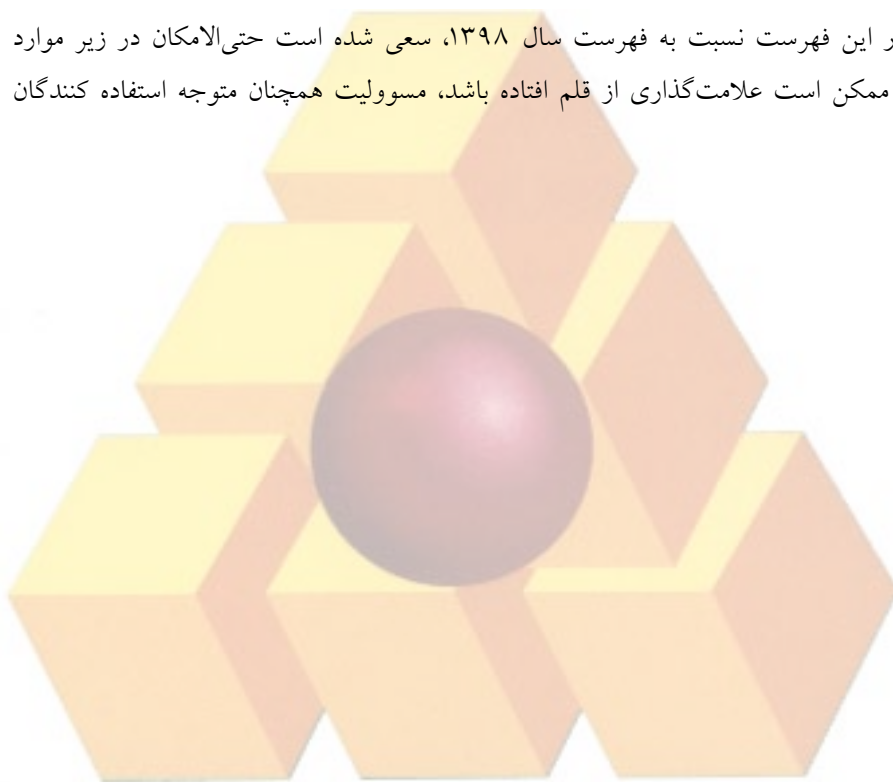 ر این فهرست نسبت به فهرست سال ۱۳۹۸، سعی شده است حتی‌الامکان در زیر موارد
ممکن است علامت‌گذاری از قلم افتاده باشد، مسوولیت همچنان متوجه استفاده کنندگان